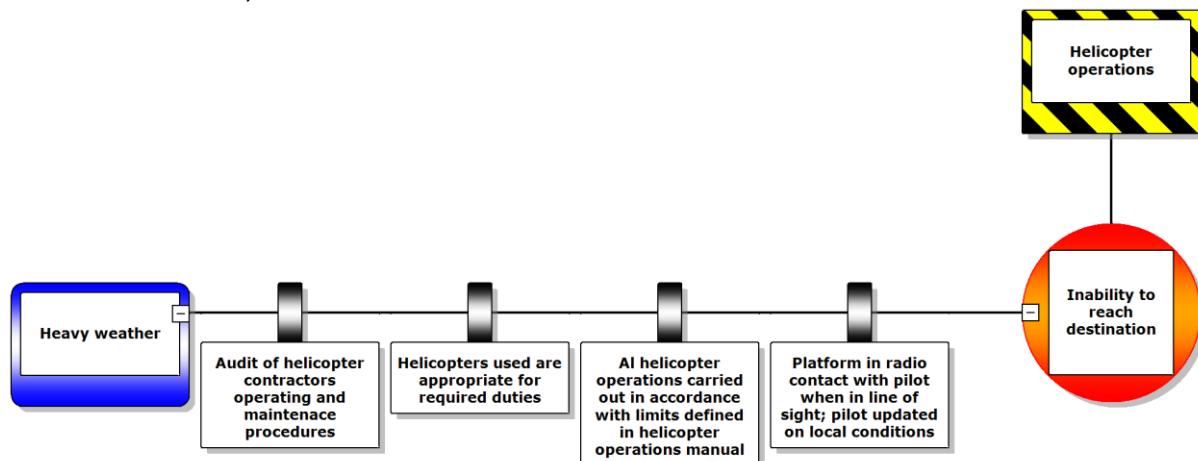 Helicopter
operations
Heavy weather
Inability to
reach
destination
Audit of helicopter
contractors
operating and
maintenace
procedures
Helicopters used are
appropriate for
required duties
Al helicopter
operations carried
out in accordance
with limits defined
in helicopter
operations manual
Platform in radio
contact with pilot
when in line of
sight; pilot updated
on local conditions